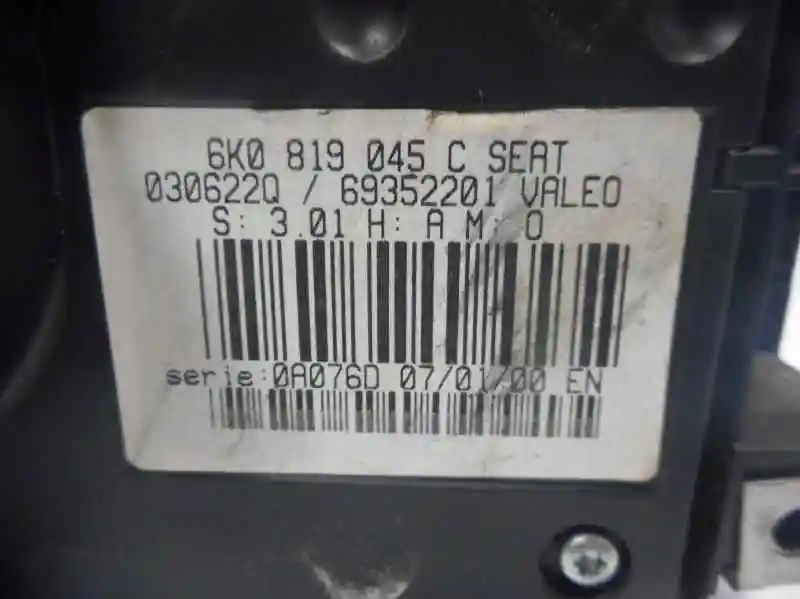 6K0 819 045 C SEAT
030622Q / 69352201 VALEO
S: 3.01 H: A M: 0
serie:0A076D 07/01/00 EN